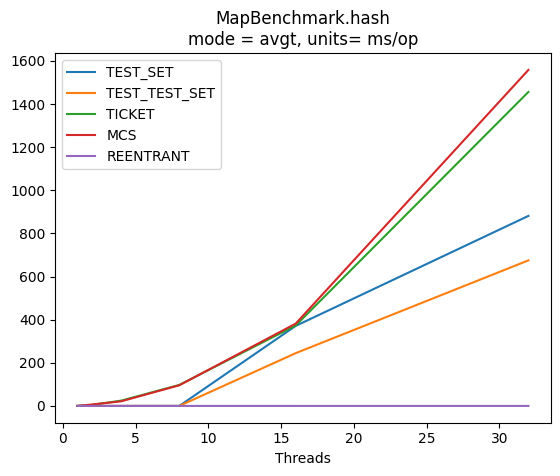 MapBenchmark.hash
mode = avgt, units= ms/op
1600
1400
1200
1000
800
600
400
200
0
TEST_SET
TEST_TEST_SET
TICKET
MCS
REENTRANT
0
5
10
15
20
25
30
Threads